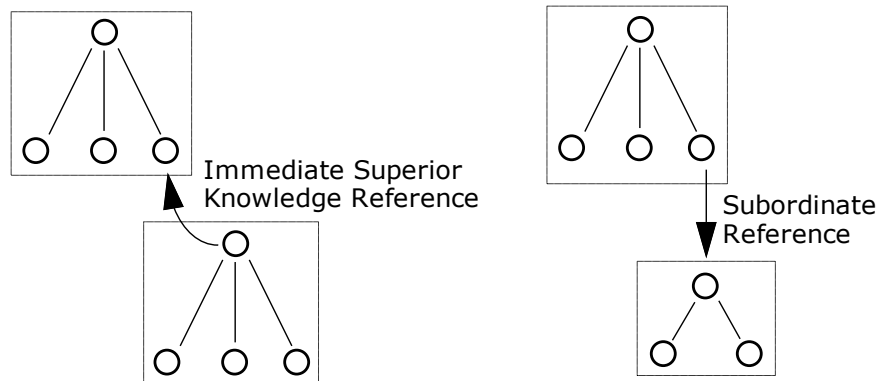 Immediate Superior
Knowledge Reference
Subordinate
Reference